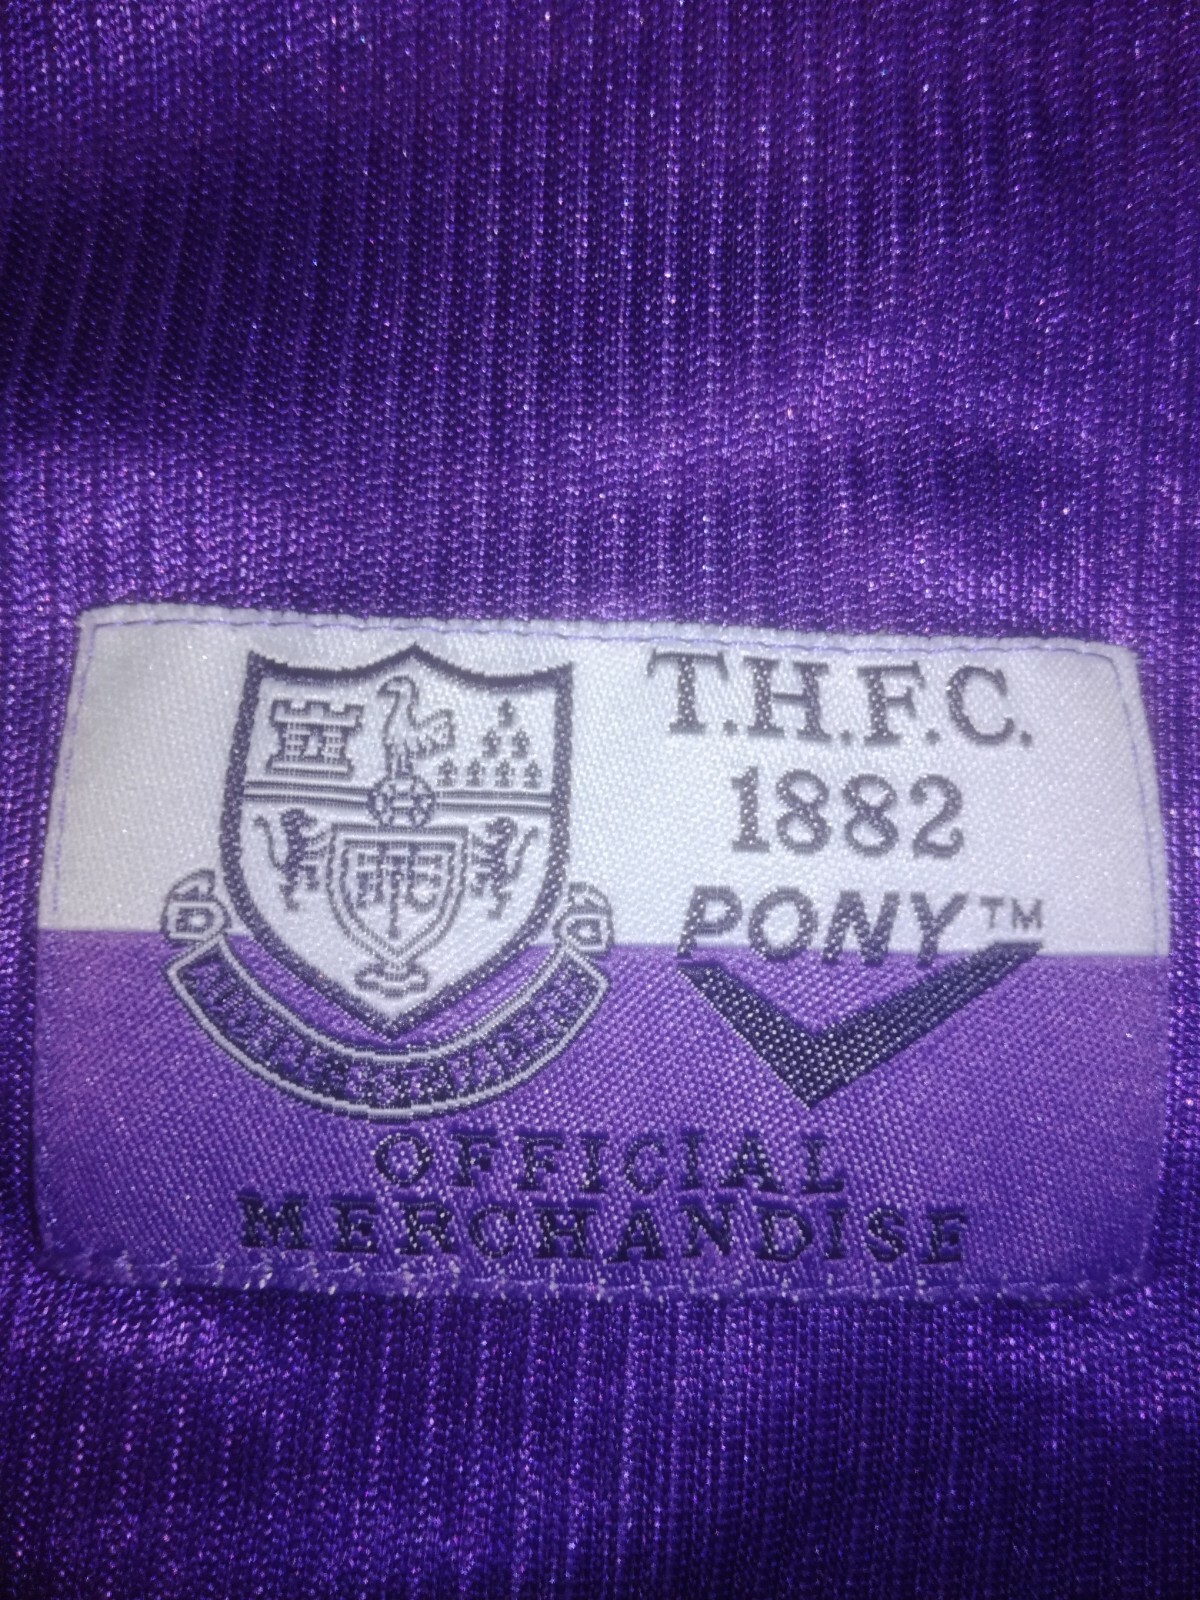 T.H.F.C.
1882
PONY™
OFFICIAL
MERCHANDISE